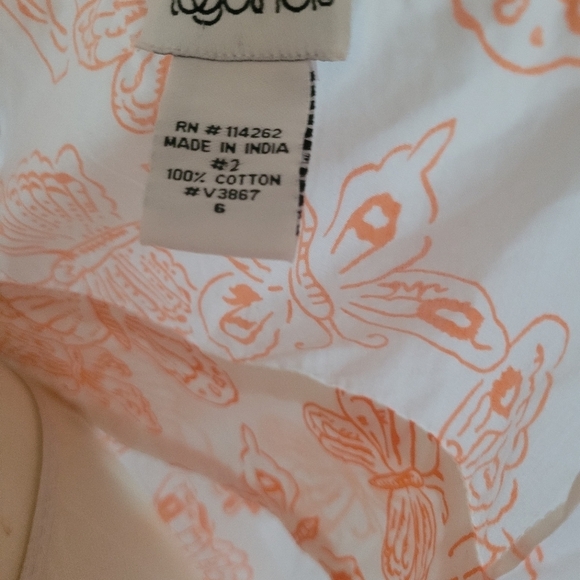 RN # 114262
MADE IN INDIA
#2
100% COTTON
#V3867
6